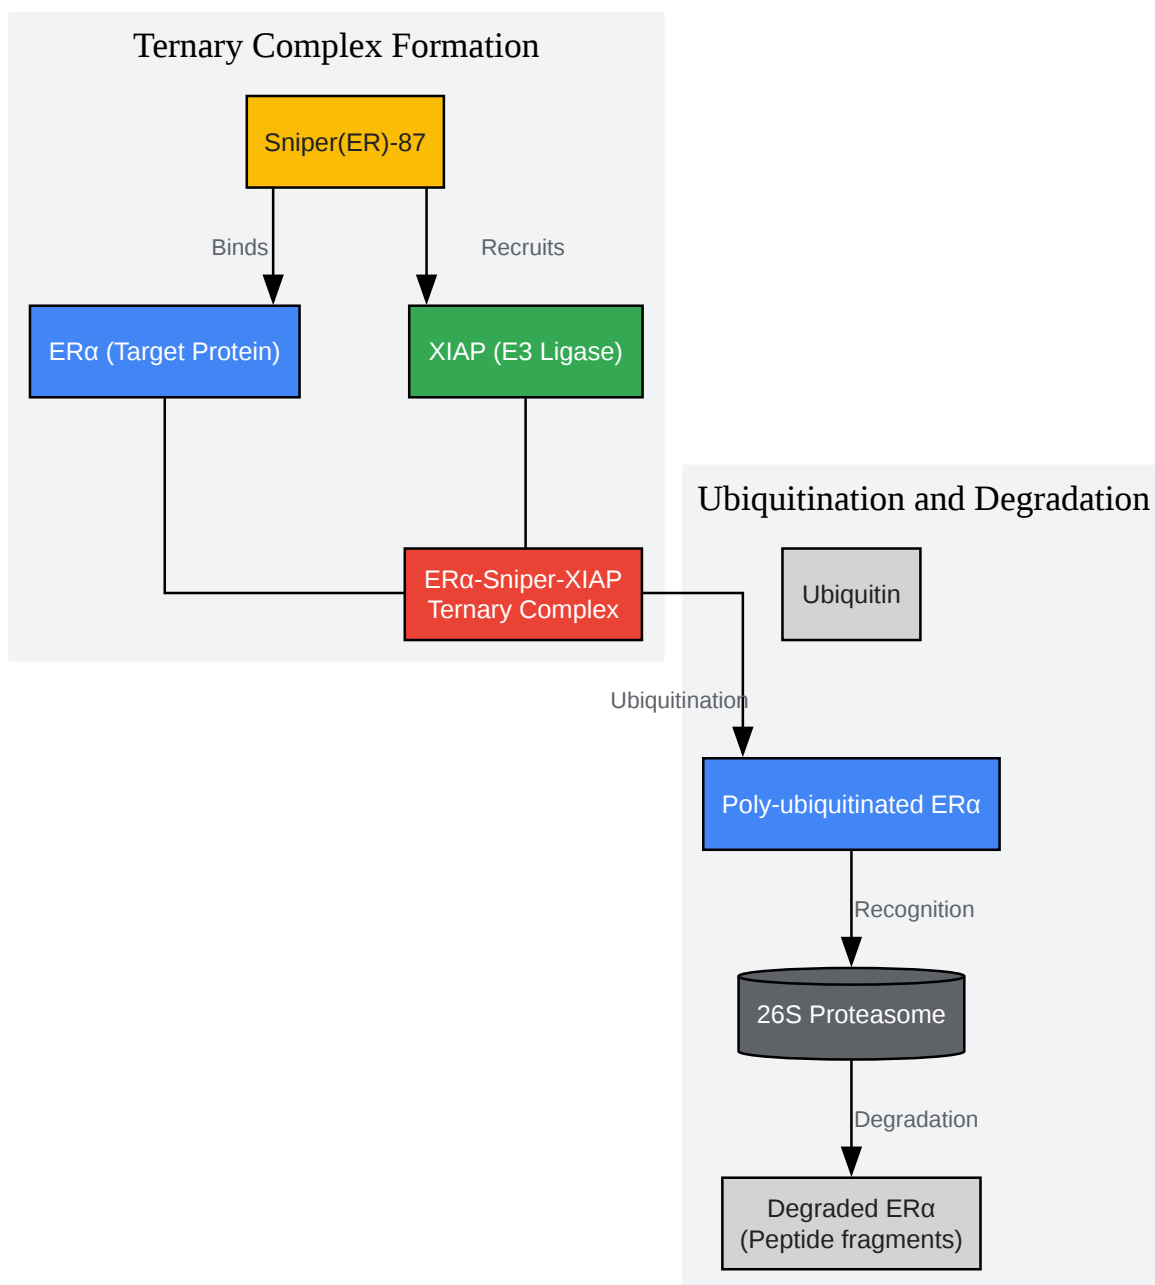 Ternary Complex Formation
Sniper(ER)-87
Binds
Recruits
ERα (Target Protein)
XIAP (E3 Ligase)
ERα-Sniper-XIAP
Ternary Complex
Ubiquitination and Degradation
Ubiquitin
Ubiquitination
Poly-ubiquitinated ERα
Recognition
26S Proteasome
Degradation
Degraded ERα
(Peptide fragments)